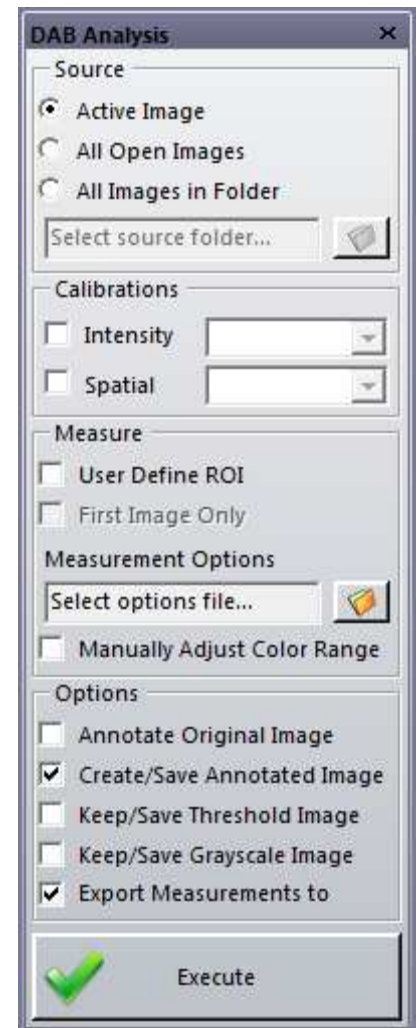 DAB Analysis
Source
Active Image
All Open Images
All Images in Folder
Select source folder...
Calibrations
Intensity
Spatial
Measure
User Define ROI
First Image Only
Measurement Options
Select options file...
Manually Adjust Color Range
Options
Annotate Original Image
Create/Save Annotated Image
Keep/Save Threshold Image
Keep/Save Grayscale Image
Export Measurements to
Execute